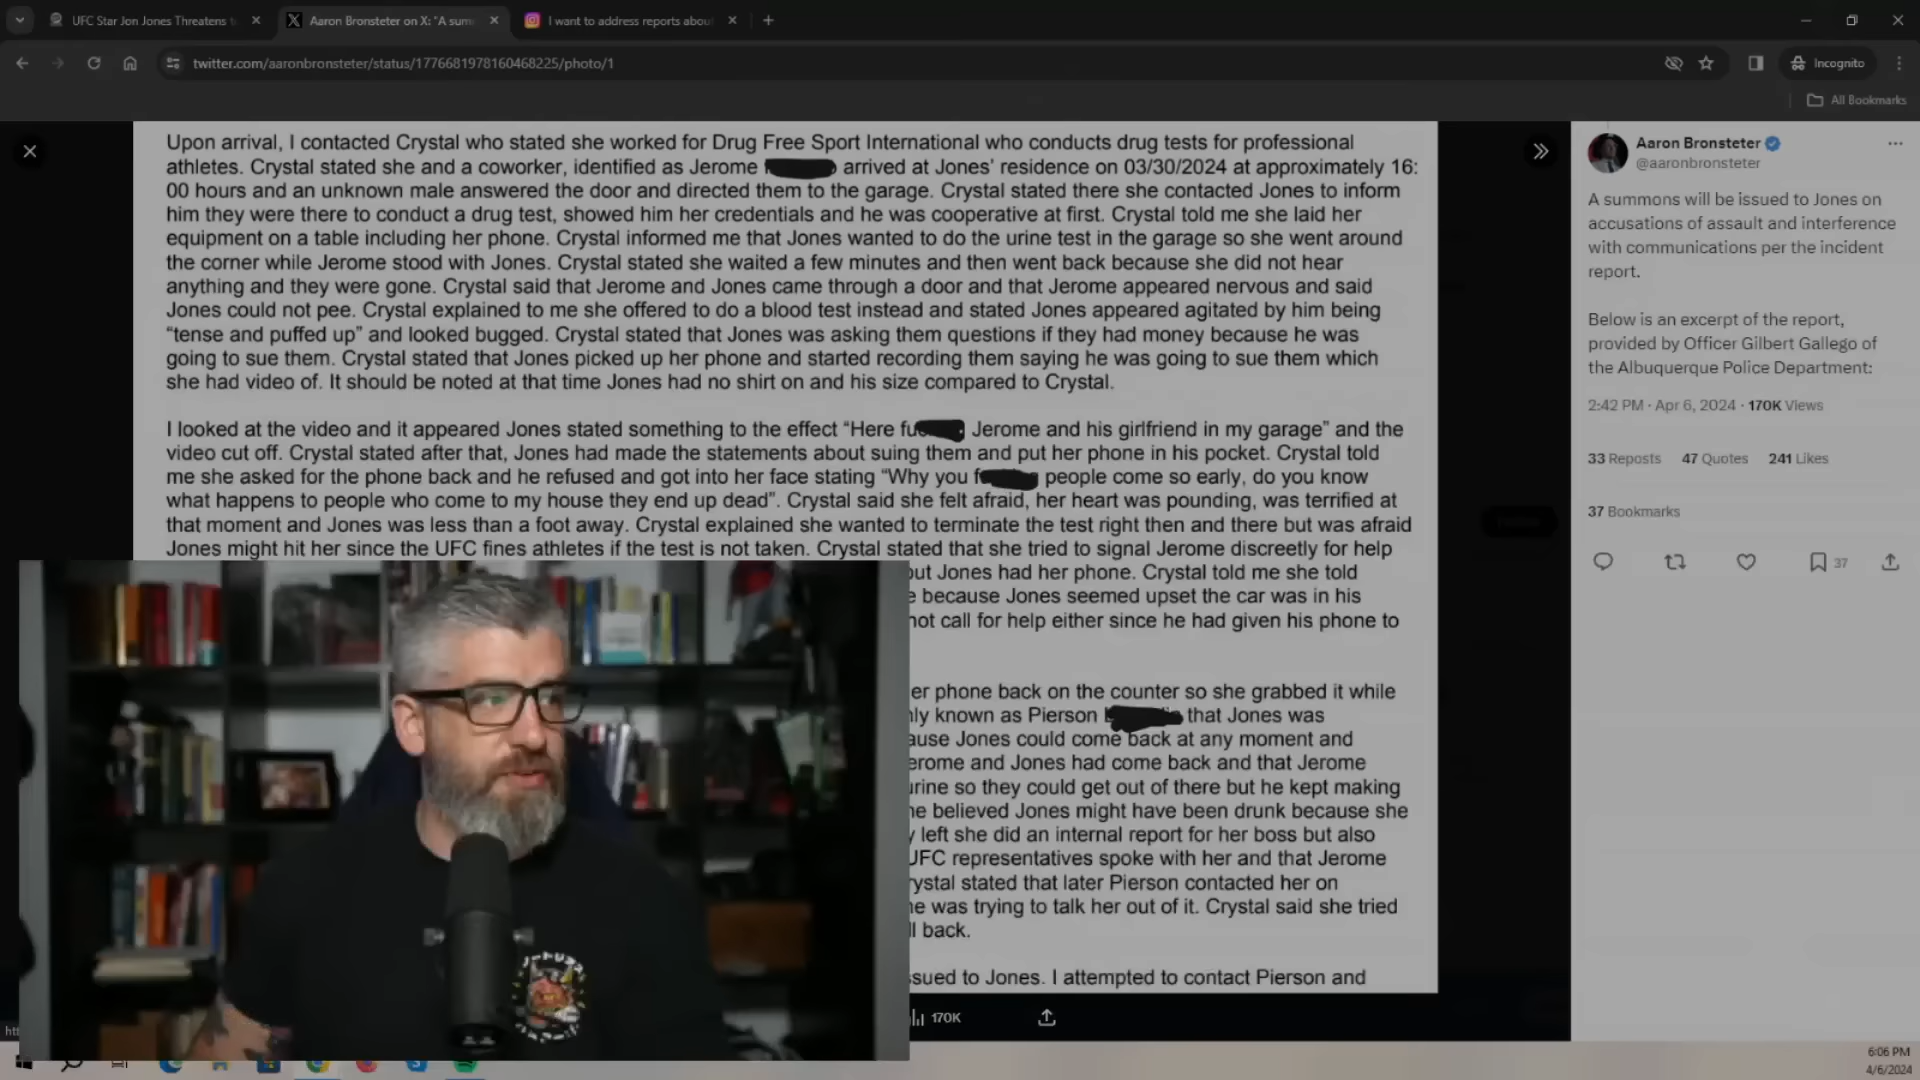 UFC Star Jon Jones Threatens t
Aaron Bronsteter on X: "A sum
I want to address reports abou
twitter.com/aaronbronsteter/status/1776681978160468225/photo/1
Incognito
All Bookmarks
Upon arrival, I contacted Crystal who stated she worked for Drug Free Sport International who conducts drug tests for professional
athletes. Crystal stated she and a coworker, identified as Jerome arrived at Jones' residence on 03/30/2024 at approximately 16:
00 hours and an unknown male answered the door and directed them to the garage. Crystal stated there she contacted Jones to inform
him they were there to conduct a drug test, showed him her credentials and he was cooperative at first. Crystal told me she laid her
equipment on a table including her phone. Crystal informed me that Jones wanted to do the urine test in the garage so she went around
the corner while Jerome stood with Jones. Crystal stated she waited a few minutes and then went back because she did not hear
anything and they were gone. Crystal said that Jerome and Jones came through a door and that Jerome appeared nervous and said
Jones could not pee. Crystal explained to me she offered to do a blood test instead and stated Jones appeared agitated by him being
“tense and puffed up” and looked bugged. Crystal stated that Jones was asking them questions if they had money because he was
going to sue them. Crystal stated that Jones picked up her phone and started recording them saying he was going to sue them which
she had video of. It should be noted at that time Jones had no shirt on and his size compared to Crystal.
I looked at the video and it appeared Jones stated something to the effect “Here fu Jerome and his girlfriend in my garage” and the
video cut off. Crystal stated after that, Jones had made the statements about suing them and put her phone in his pocket. Crystal told
me she asked for the phone back and he refused and got into her face stating “Why you f people come so early, do you know
what happens to people who come to my house they end up dead”. Crystal said she felt afraid, her heart was pounding, was terrified at
that moment and Jones was less than a foot away. Crystal explained she wanted to terminate the test right then and there but was afraid
Jones might hit her since the UFC fines athletes if the test is not taken. Crystal stated that she tried to signal Jerome discreetly for help
out Jones had her phone. Crystal told me she told
e because Jones seemed upset the car was in his
not call for help either since he had given his phone to
er phone back on the counter so she grabbed it while
nly known as Pierson that Jones was
ause Jones could come back at any moment and
erome and Jones had come back and that Jerome
urine so they could get out of there but he kept making
he believed Jones might have been drunk because she
y left she did an internal report for her boss but also
UFC representatives spoke with her and that Jerome
rystal stated that later Pierson contacted her on
he was trying to talk her out of it. Crystal said she tried
ll back.
ssued to Jones. I attempted to contact Pierson and
170K
Aaron Bronsteter
@aaronbronsteter
A summons will be issued to Jones on
accusations of assault and interference
with communications per the incident
report.
Below is an excerpt of the report,
provided by Officer Gilbert Gallego of
the Albuquerque Police Department:
2:42 PM · Apr 6, 2024 · 170K Views
33 Reposts 47 Quotes 241 Likes
37 Bookmarks
37
htt
6:06 PM
4/6/2024